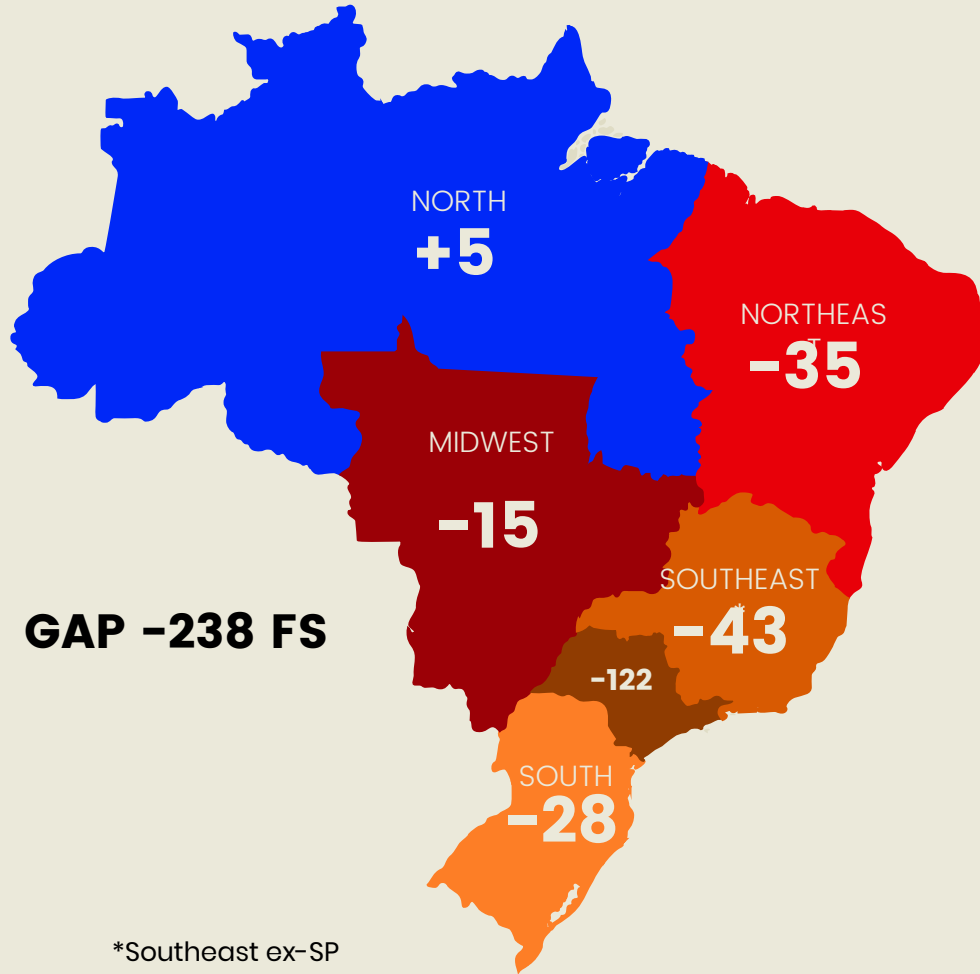 NORTH
+5
NORTHEAS
T
-35
MIDWEST
-15
SOUTHEAST
*
-43
GAP -238 FS
-122
SOUTH
-28
*Southeast ex-SP